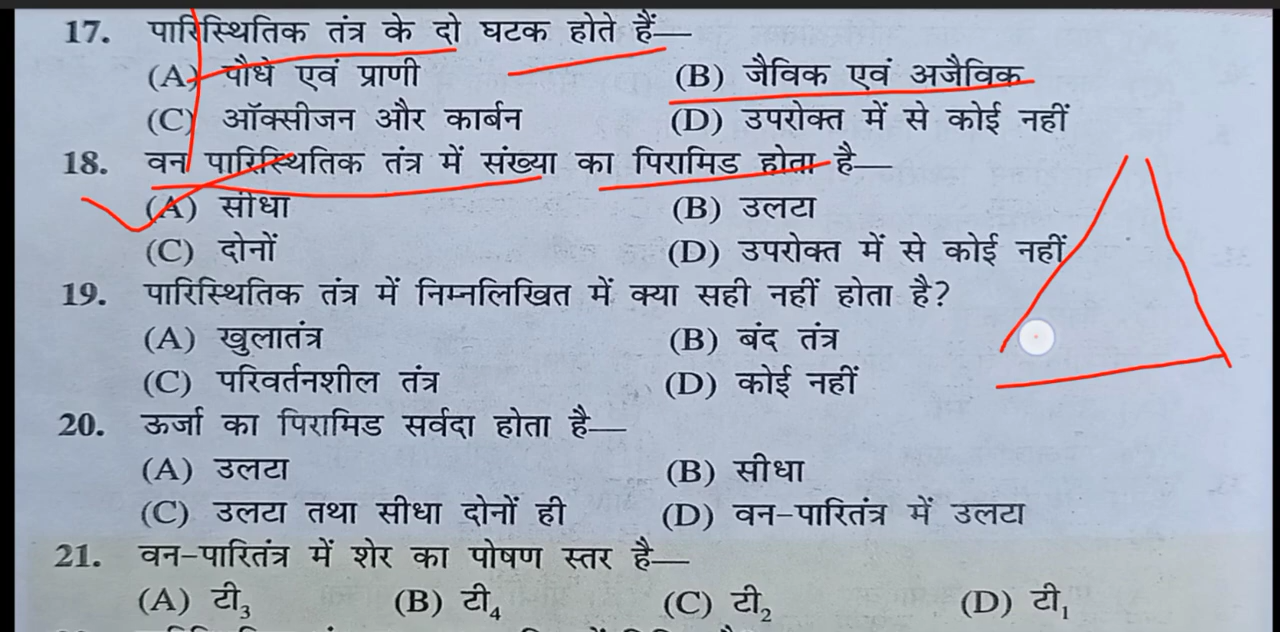 17. पारिस्थितिक तंत्र के दो घटक होते हैं—
(A) पौधे एवं प्राणी (B) जैविक एवं अजैविक
(C) ऑक्सीजन और कार्बन (D) उपरोक्त में से कोई नहीं
18. वन पारिस्थितिक तंत्र में संख्या का पिरामिड होता है—
(A) सीधा (B) उलटा
(C) दोनों (D) उपरोक्त में से कोई नहीं
19. पारिस्थितिक तंत्र में निम्नलिखित में क्या सही नहीं होता है?
(A) खुलातंत्र (B) बंद तंत्र
(C) परिवर्तनशील तंत्र (D) कोई नहीं
20. ऊर्जा का पिरामिड सर्वदा होता है—
(A) उलटा (B) सीधा
(C) उलटा तथा सीधा दोनों ही (D) वन-पारितंत्र में उलटा
21. वन-पारितंत्र में शेर का पोषण स्तर है—
(A) टी₃ (B) टी₄ (C) टी₂ (D) टी₁